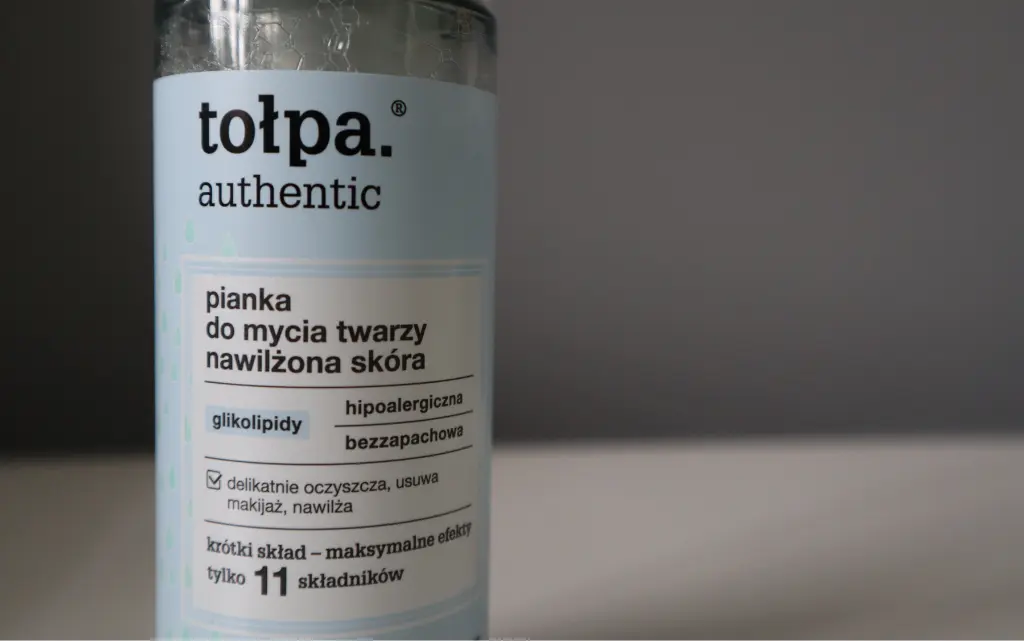 tołpa.®
authentic
pianka
do mycia twarzy
nawilżona skóra
glikolipidy
hipoalergiczna
bezzapachowa
delikatnie oczyszcza, usuwa
makijaż, nawilża
krótki skład – maksymalne efekty
tylko 11 składników